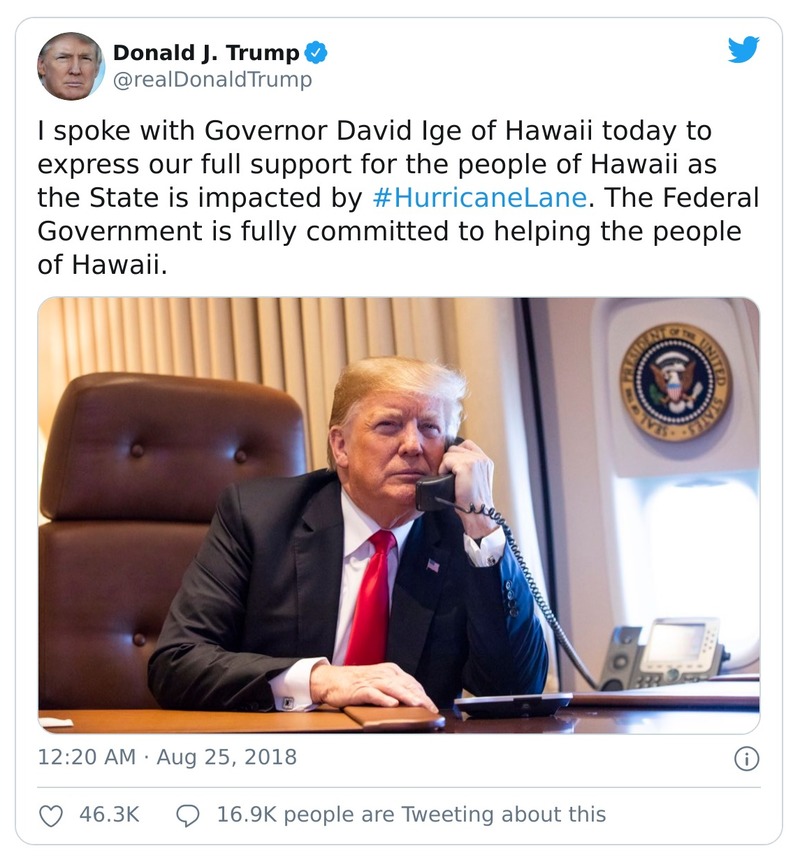 Donald J. Trump
@realDonaldTrump
I spoke with Governor David Ige of Hawaii today to
express our full support for the people of Hawaii as
the State is impacted by #HurricaneLane. The Federal
Government is fully committed to helping the people
of Hawaii.
SEAL OF THE PRESIDENT OF THE UNITED STATES
12:20 AM · Aug 25, 2018
46.3K 16.9K people are Tweeting about this